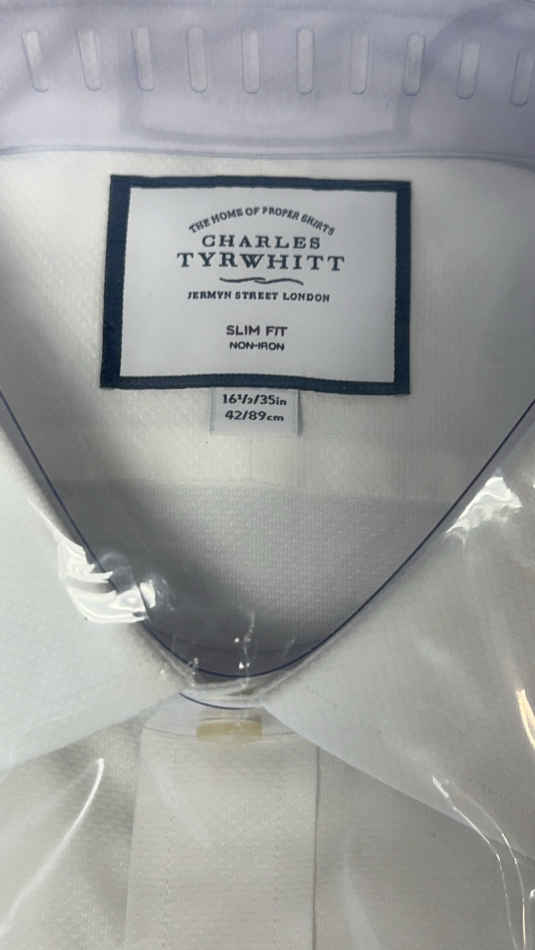 THE HOME OF PROPER SHIRTS
CHARLES
TYRWHITT
JERMYN STREET LONDON
SLIM FIT
NON-IRON
16½/35in
42/89cm